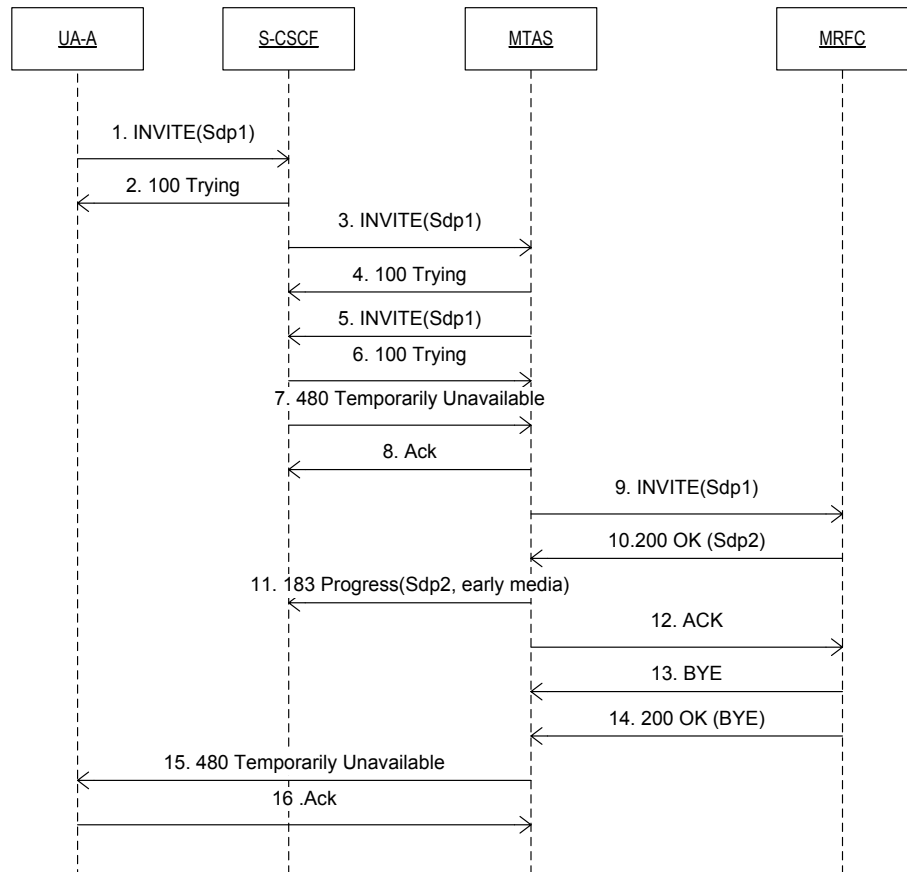 UA-A
S-CSCF
MTAS
MRFC
1. INVITE(Sdp1)
2. 100 Trying
3. INVITE(Sdp1)
4. 100 Trying
5. INVITE(Sdp1)
6. 100 Trying
7. 480 Temporarily Unavailable
8. Ack
9. INVITE(Sdp1)
10.200 OK (Sdp2)
11. 183 Progress(Sdp2, early media)
12. ACK
13. BYE
14. 200 OK (BYE)
15. 480 Temporarily Unavailable
16 .Ack